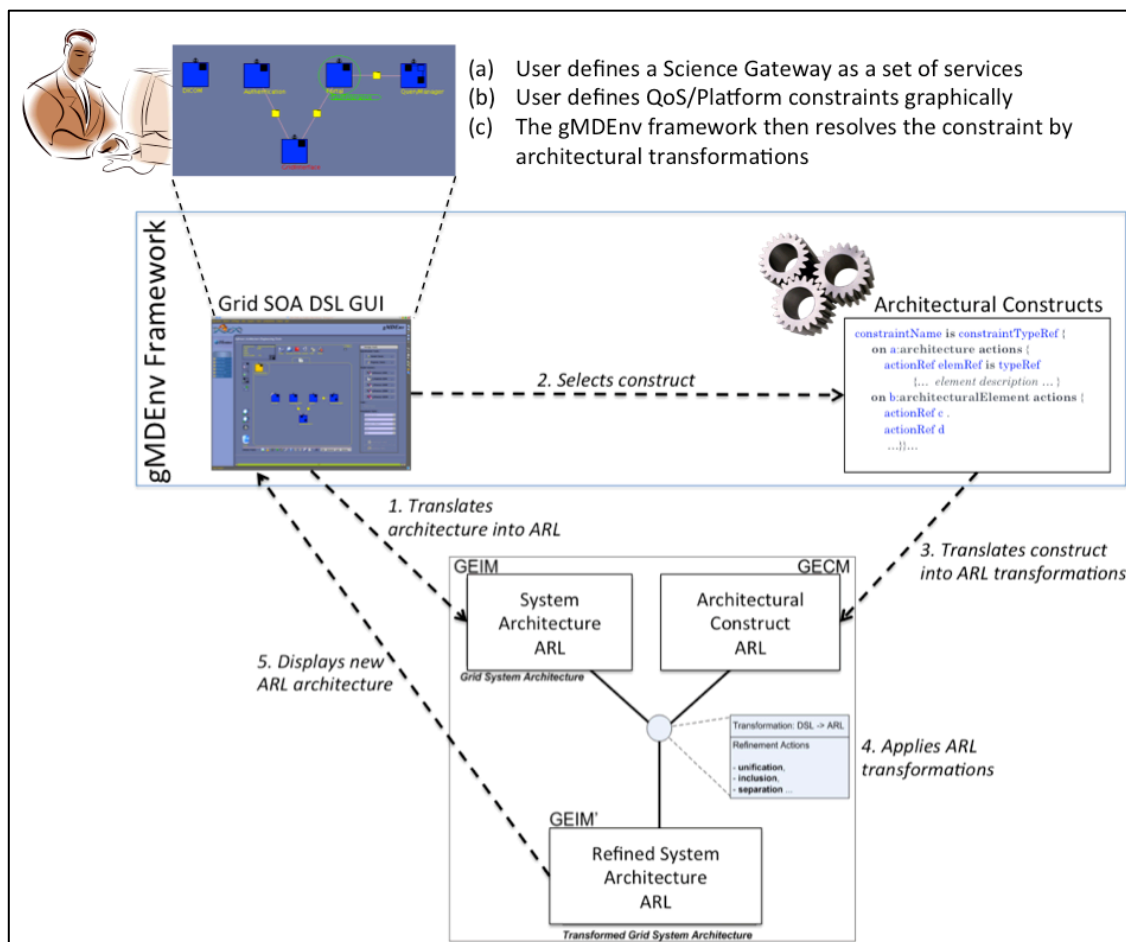 (a) User defines a Science Gateway as a set of services
(b) User defines QoS/Platform constraints graphically
(c) The gMDEnv framework then resolves the constraint by
architectural transformations
DICOM
Authentification
Portal
QueryManager
gMDEnv Framework
Grid SOA DSL GUI
gMDEnv
Architectural Constructs
constraintName is constraintTypeRef {
on a:architecture actions {
actionRef elemRef is typeRef
{... element description ... }
on b:architecturalElement actions {
actionRef c .
actionRef d
...}}...
2. Selects construct
1. Translates
architecture into ARL
3. Translates construct
into ARL transformations
GEIM
GECM
System
Architecture
ARL
Architectural
Construct
ARL
Grid System Architecture
5. Displays new
ARL architecture
Transformation: DSL -> ARL
Refinement Actions
- unification,
- inclusion,
- separation ...
4. Applies ARL
transformations
GEIM'
Refined System
Architecture
ARL
Transformed Grid System Architecture